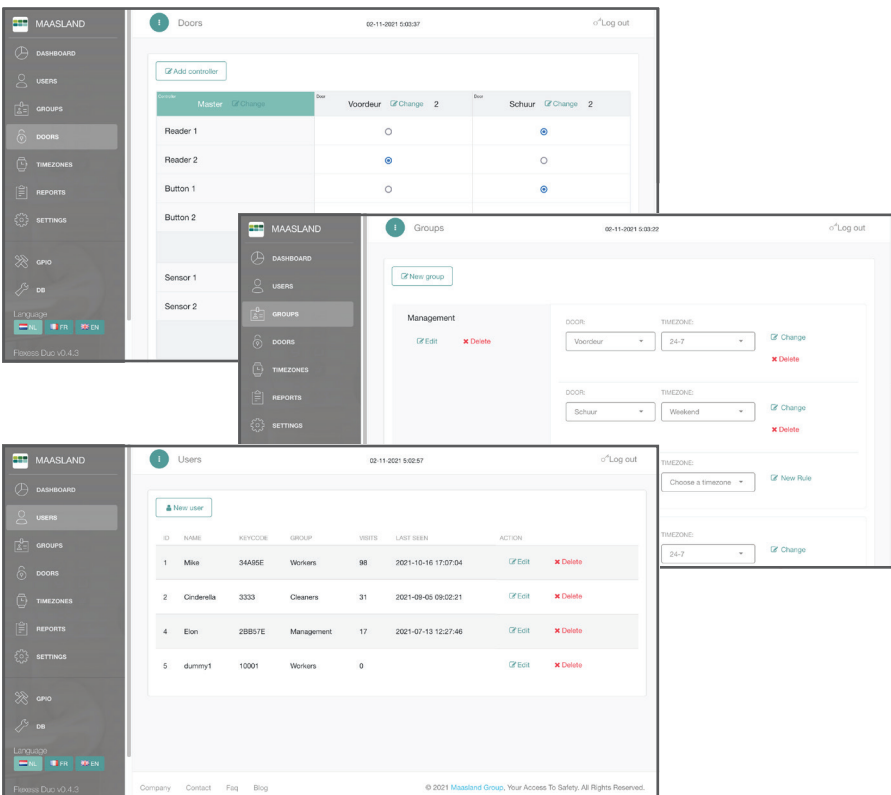 MAASLAND
Doors
02-11-2021 5:03:37
Log out
DASHBOARD
USERS
GROUPS
DOORS
TIMEZONES
REPORTS
SETTINGS
GPIO
DB
Language
NL FR EN
Flexess Duo v0.4.3
Add controller
Controller Master Change Door Voordeur Change 2 Door Schuur Change 2
Reader 1
Reader 2
Button 1
Button 2
Sensor 1
Sensor 2
MAASLAND
Groups
02-11-2021 5:03:22
Log out
DASHBOARD
USERS
GROUPS
DOORS
TIMEZONES
REPORTS
SETTINGS
New group
Management
Edit Delete
DOOR: TIMEZONE:
Voordeur 24-7 Change
Delete
DOOR: TIMEZONE:
Schuur Weekend Change
Delete
TIMEZONE:
Choose a timezone New Rule
TIMEZONE:
24-7 Change
MAASLAND
Users
02-11-2021 5:02:57
Log out
DASHBOARD
USERS
GROUPS
DOORS
TIMEZONES
REPORTS
SETTINGS
GPIO
DB
Language
NL FR EN
Flexess Duo v0.4.3
New user
ID NAME KEYCODE GROUP VISITS LAST SEEN ACTION
1 Mike 34A95E Workers 98 2021-10-16 17:07:04 Edit Delete
2 Cinderella 3333 Cleaners 31 2021-09-05 09:02:21 Edit Delete
4 Elon 2BB57E Management 17 2021-07-13 12:27:46 Edit Delete
5 dummy1 10001 Workers 0 Edit Delete
Company Contact Faq Blog
© 2021 Maasland Group, Your Access To Safety. All Rights Reserved.